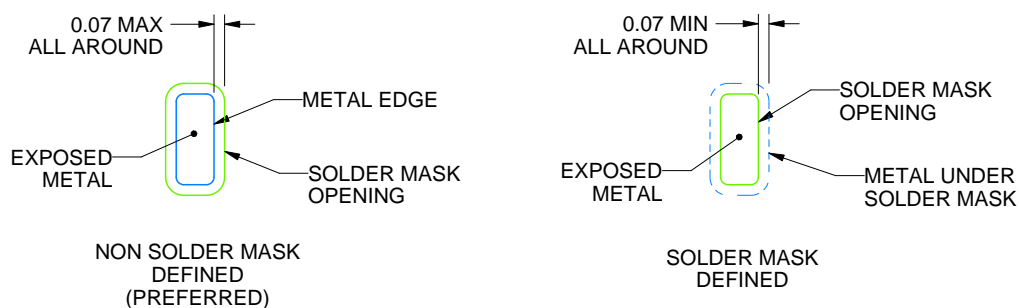 0.07 MAX
ALL AROUND
METAL EDGE
EXPOSED
METAL
SOLDER MASK
OPENING
NON SOLDER MASK
DEFINED
(PREFERRED)
0.07 MIN
ALL AROUND
SOLDER MASK
OPENING
EXPOSED
METAL
METAL UNDER
SOLDER MASK
SOLDER MASK
DEFINED